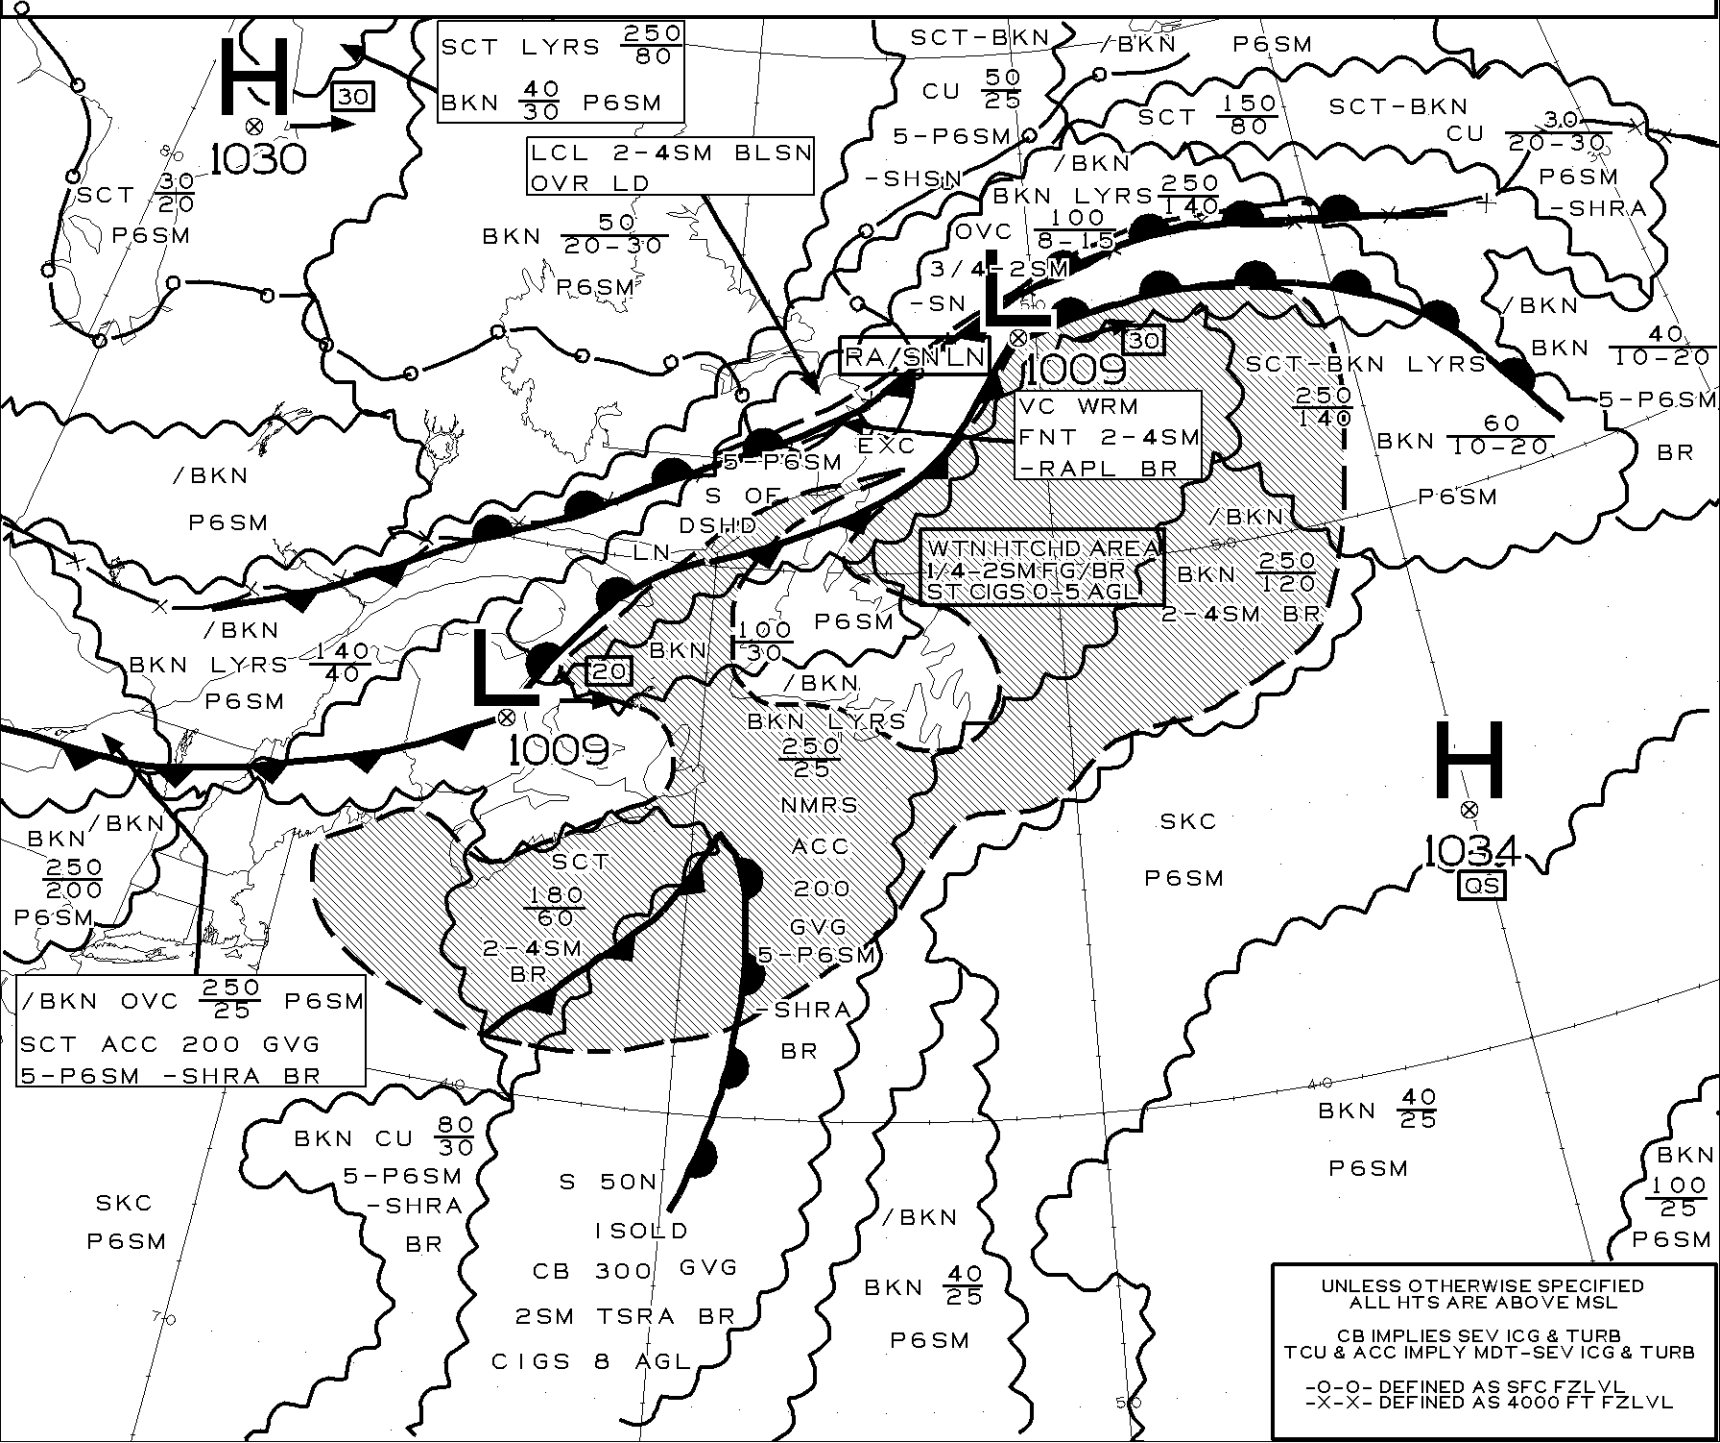 SCT LYRS 250
80
BKN 40 P6SM
30
30
1030
SCT 30
20
P6SM
80
LCL 2-4SM BLSN
OVR LD
BKN 50
20-30
P6SM
SCT-BKN
CU 50
25
5-P6SM
-SHSN
/BKN
P6SM
SCT 150
80
SCT-BKN
CU 30
20-30
P6SM
-SHRA
/BKN
BKN LYRS 250
140
OVC 100
8-15
3/4-2SM
-SN
L
50
1009
30
RA/SN LN
VC WRM
FNT 2-4SM
-RAPL BR
SCT-BKN LYRS
250
140
/BKN
BKN 40
10-20
5-P6SM
BR
BKN 60
10-20
P6SM
/BKN
P6SM
5-P6SM EXC
S OF
DSHD
LN
WTN HTCHD AREA
1/4-2SM FG/BR
ST CIGS 0-5 AGL
/BKN
50
BKN 250
120
2-4SM BR
/BKN
BKN LYRS 140
40
P6SM
L
1009
20
BKN 100
30
P6SM
/BKN
BKN LYRS
250
25
NMRS
ACC
200
GVG
5-P6SM
-SHRA
BR
BKN /BKN
250
200
P6SM
SCT
180
60
2-4SM
BR
SKC
P6SM
H
1034
QS
/BKN OVC 250 P6SM
25
SCT ACC 200 GVG
5-P6SM -SHRA BR
40
BKN CU 80
30
5-P6SM
-SHRA
BR
SKC
P6SM
70
S 50N
ISOLD
CB 300 GVG
2SM TSRA BR
CIGS 8 AGL
/BKN
BKN 40
25
P6SM
40
BKN 40
25
P6SM
BKN
100
25
P6SM
50
UNLESS OTHERWISE SPECIFIED
ALL HTS ARE ABOVE MSL
CB IMPLIES SEV ICG & TURB
TCU & ACC IMPLY MDT-SEV ICG & TURB
-O-O- DEFINED AS SFC FZLVL
-X-X- DEFINED AS 4000 FT FZLVL